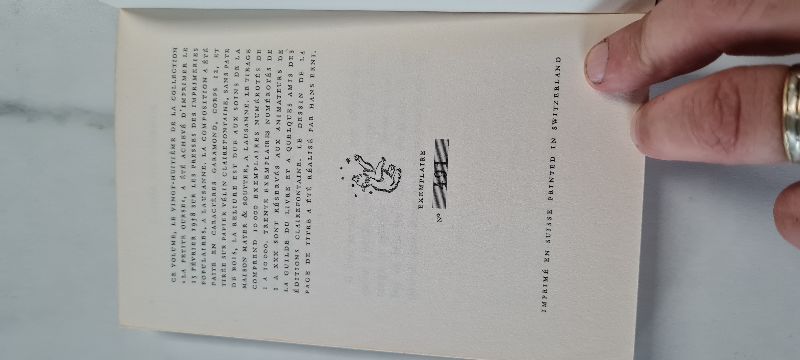 CE VOLUME, LE VINGT-HUITIÈME DE LA COLLECTION
«LA PETITE OURSE», A ÉTÉ ACHEVÉ D'IMPRIMER LE
15 FÉVRIER 1958 SUR LES PRESSES DES IMPRIMERIES
POPULAIRES, A LAUSANNE. LA COMPOSITION A ÉTÉ
FAITE EN CARACTÈRES GARAMOND, CORPS 12, ET
TIRÉE SUR PAPIER VÉLIN CLAIREFONTAINE, SANS PATE
DE BOIS, LA RELIURE EST DUE AUX SOINS DE LA
MAISON MAYER & SOUTTER, A LAUSANNE. LE TIRAGE
COMPREND 10 000 EXEMPLAIRES NUMÉROTÉS DE
1 A 10 000. TRENTE EXEMPLAIRES NUMÉROTÉS DE
I A XXX SONT RÉSERVÉS AUX ANIMATEURS DE
LA GUILDE DU LIVRE ET A QUELQUES AMIS DES
ÉDITIONS CLAIREFONTAINE. LE DESSIN DE LA
PAGE DE TITRE A ÉTÉ RÉALISÉ PAR HANS ERNI.
EXEMPLAIRE
Nº
IMPRIMÉ EN SUISSE PRINTED IN SWITZERLAND